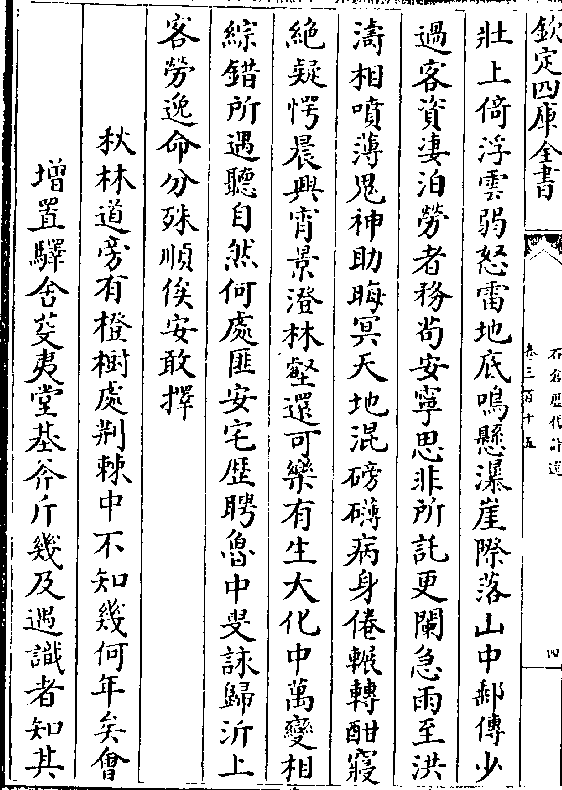 欽定四庫全書
石倉歴代詩選
卷三百十五
四
壯上倚浮雲弱怒雷地底鳴懸瀑崖際落山中郵傳少
過客資淒泊勞者務茍安寧思非所託更闌急雨至洪
濤相噴薄鬼神助晦冥天地混磅礴病身倦輾轉酣寢
絶疑愕晨興霄景澄林壑還可樂有生大化中萬變相
綜錯所遇聽自然何處匪安宅歴聘魯中叟詠歸沂上
客勞逸命分殊順俟安敢擇
秋林道旁有橙樹處荆棘中不知幾何年矣會
增置驛舍芟夷堂基斧斤幾及遇識者知其